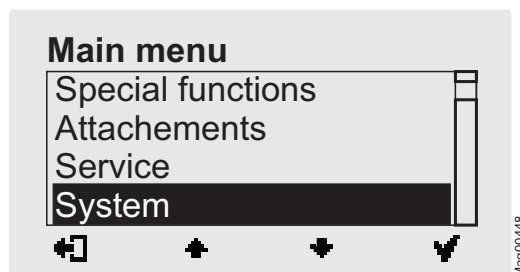 Main menu
Special functions
Attachements
Service
System